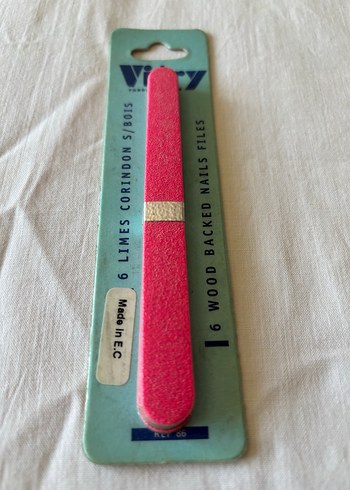 Vitry
6 LIMES CORINDON S/BOIS
6 WOOD BACKED NAILS FILES
Made in E.C